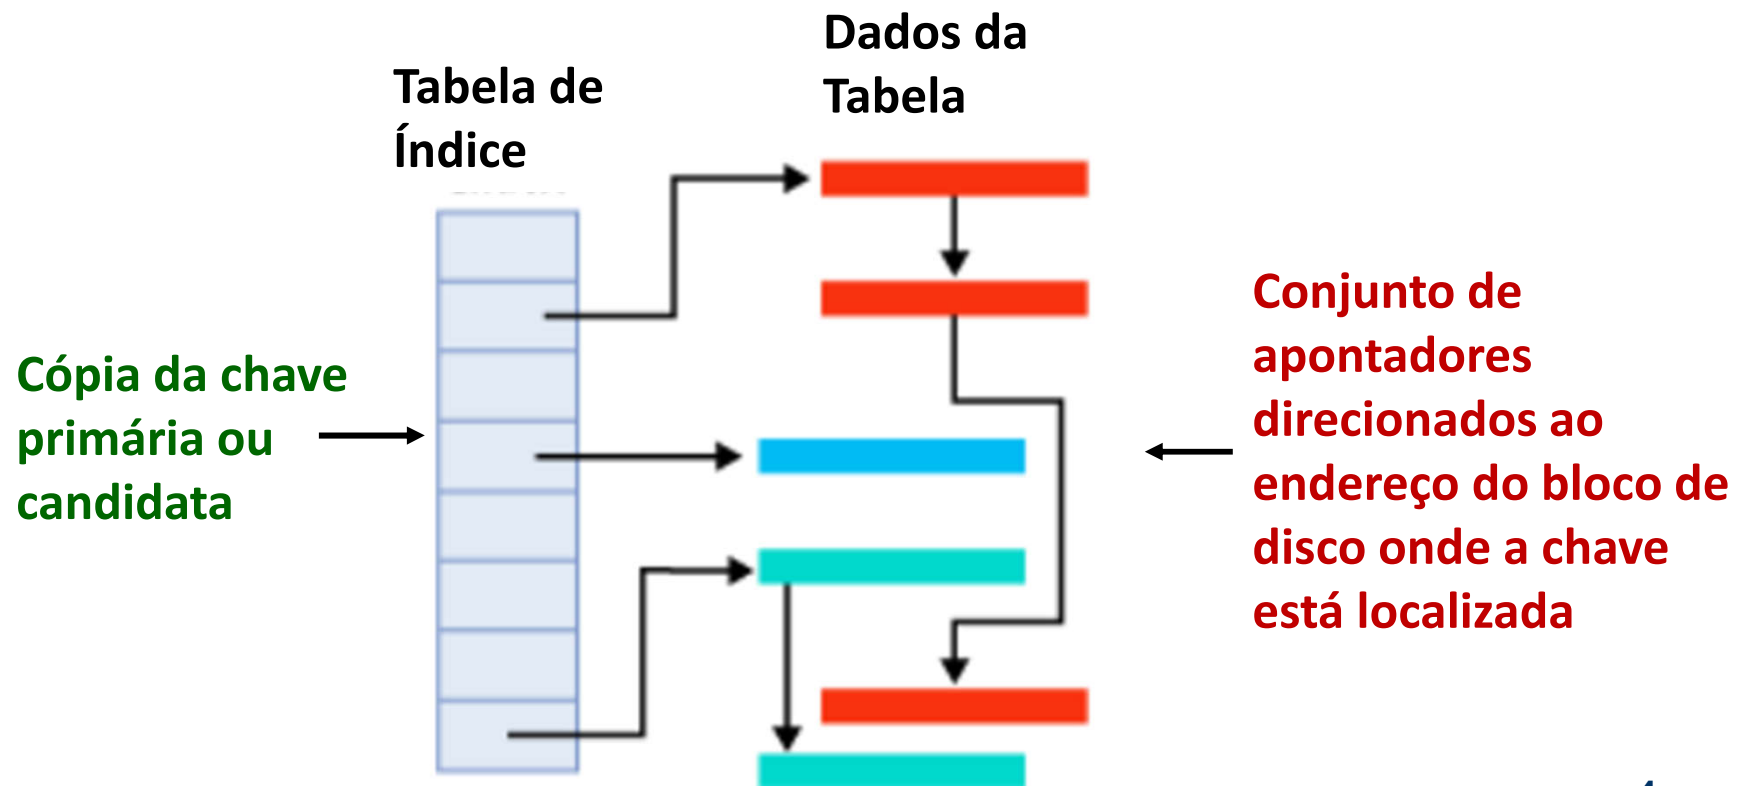 Dados da
Tabela
Tabela de
Índice
Cópia da chave
primária ou
candidata
Conjunto de
apontadores
direcionados ao
endereço do bloco de
disco onde a chave
está localizada